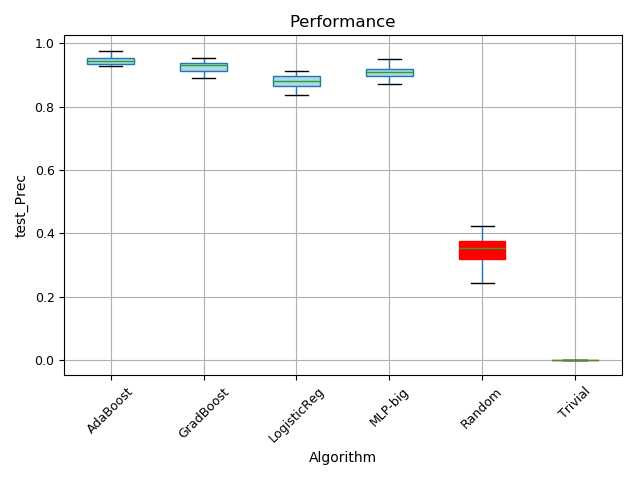 Performance
1.0
0.8
0.6
0.4
0.2
0.0
test_Prec
AdaBoost
GradBoost
LogisticReg
MLP-big
Random
Trivial
Algorithm